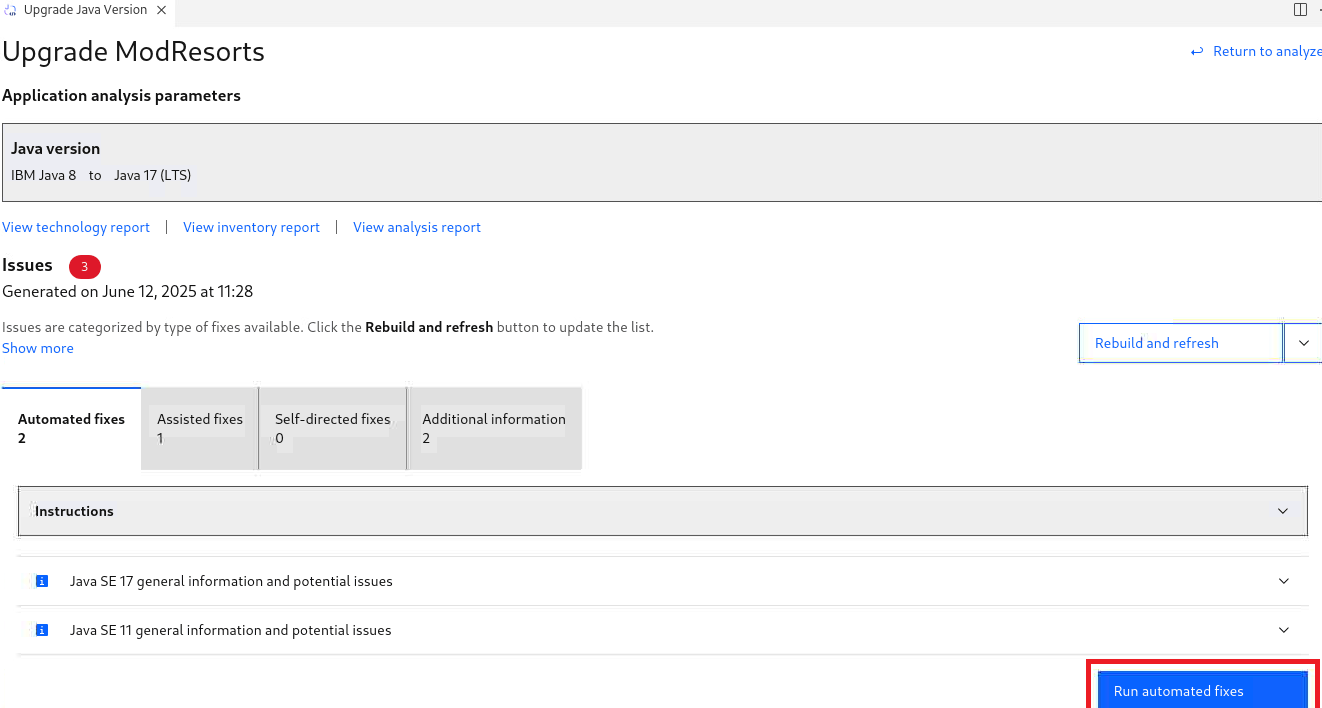 Upgrade Java Version
Upgrade ModResorts
Return to analyze
Application analysis parameters
Java version
IBM Java 8 to Java 17 (LTS)
View technology report | View inventory report | View analysis report
Issues 3
Generated on June 12, 2025 at 11:28
Issues are categorized by type of fixes available. Click the Rebuild and refresh button to update the list.
Show more
Rebuild and refresh
Automated fixes
2
Assisted fixes
1
Self-directed fixes
0
Additional information
2
Instructions
Java SE 17 general information and potential issues
Java SE 11 general information and potential issues
Run automated fixes